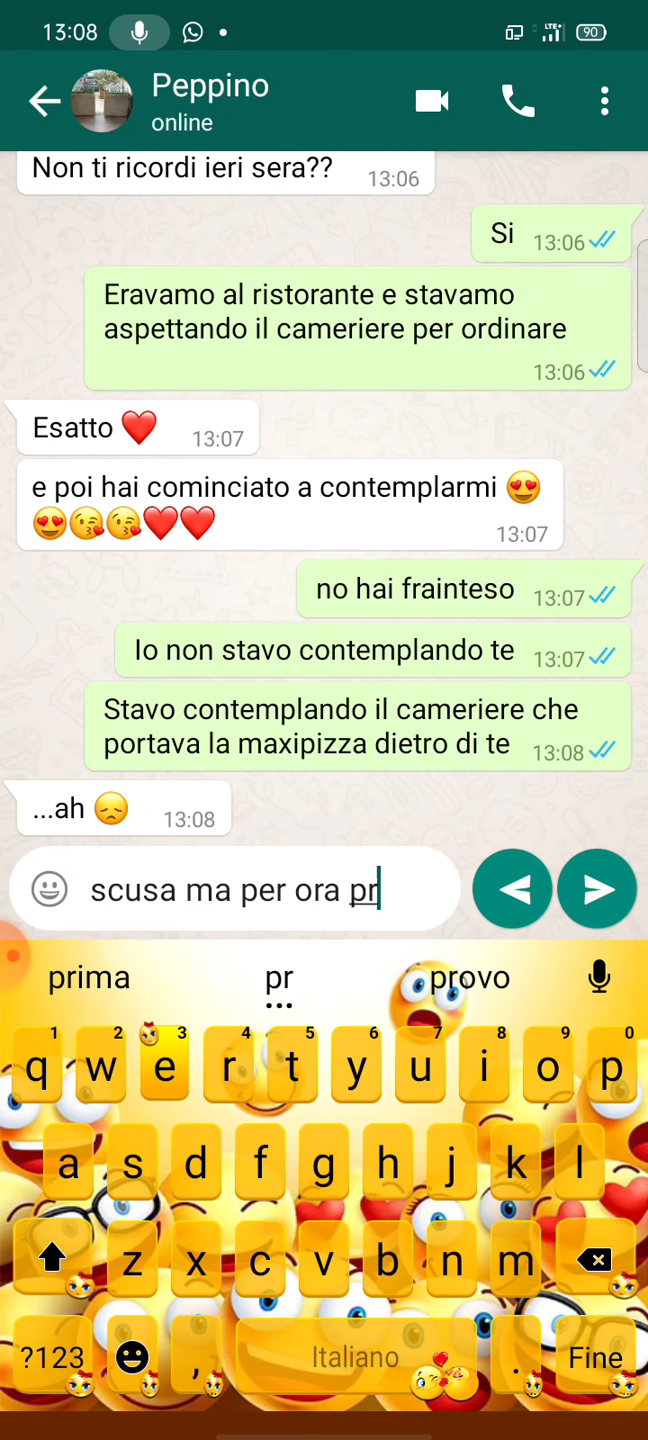 13:08
LTE+
90
Peppino
online
Non ti ricordi ieri sera??
13:06
Si
13:06
Eravamo al ristorante e stavamo
aspettando il cameriere per ordinare
13:06
Esatto ❤️
13:07
e poi hai cominciato a contemplarmi 😍
😍😘😘❤️❤️
13:07
no hai frainteso
13:07
Io non stavo contemplando te
13:07
Stavo contemplando il cameriere che
portava la maxipizza dietro di te
13:08
...ah 😞
13:08
scusa ma per ora pr
prima pr provo
1 2 3 4 5 6 7 8 9 0
q w e r t y u i o p
a s d f g h j k l
z x c v b n m
?123 , Italiano . Fine